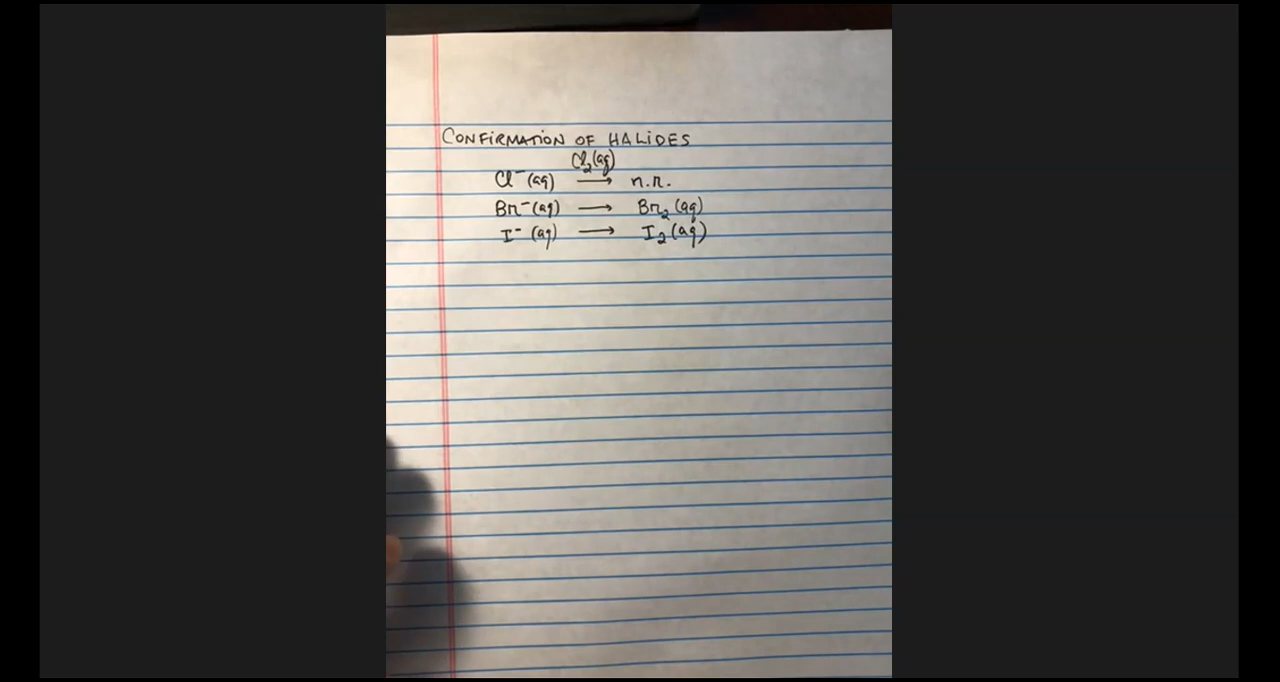 CONFIRMATION OF HALIDES
Cl₂(aq)
Cl⁻(aq) ⟶ n.r.
Br⁻(aq) ⟶ Br₂(aq)
I⁻(aq) ⟶ I₂(aq)